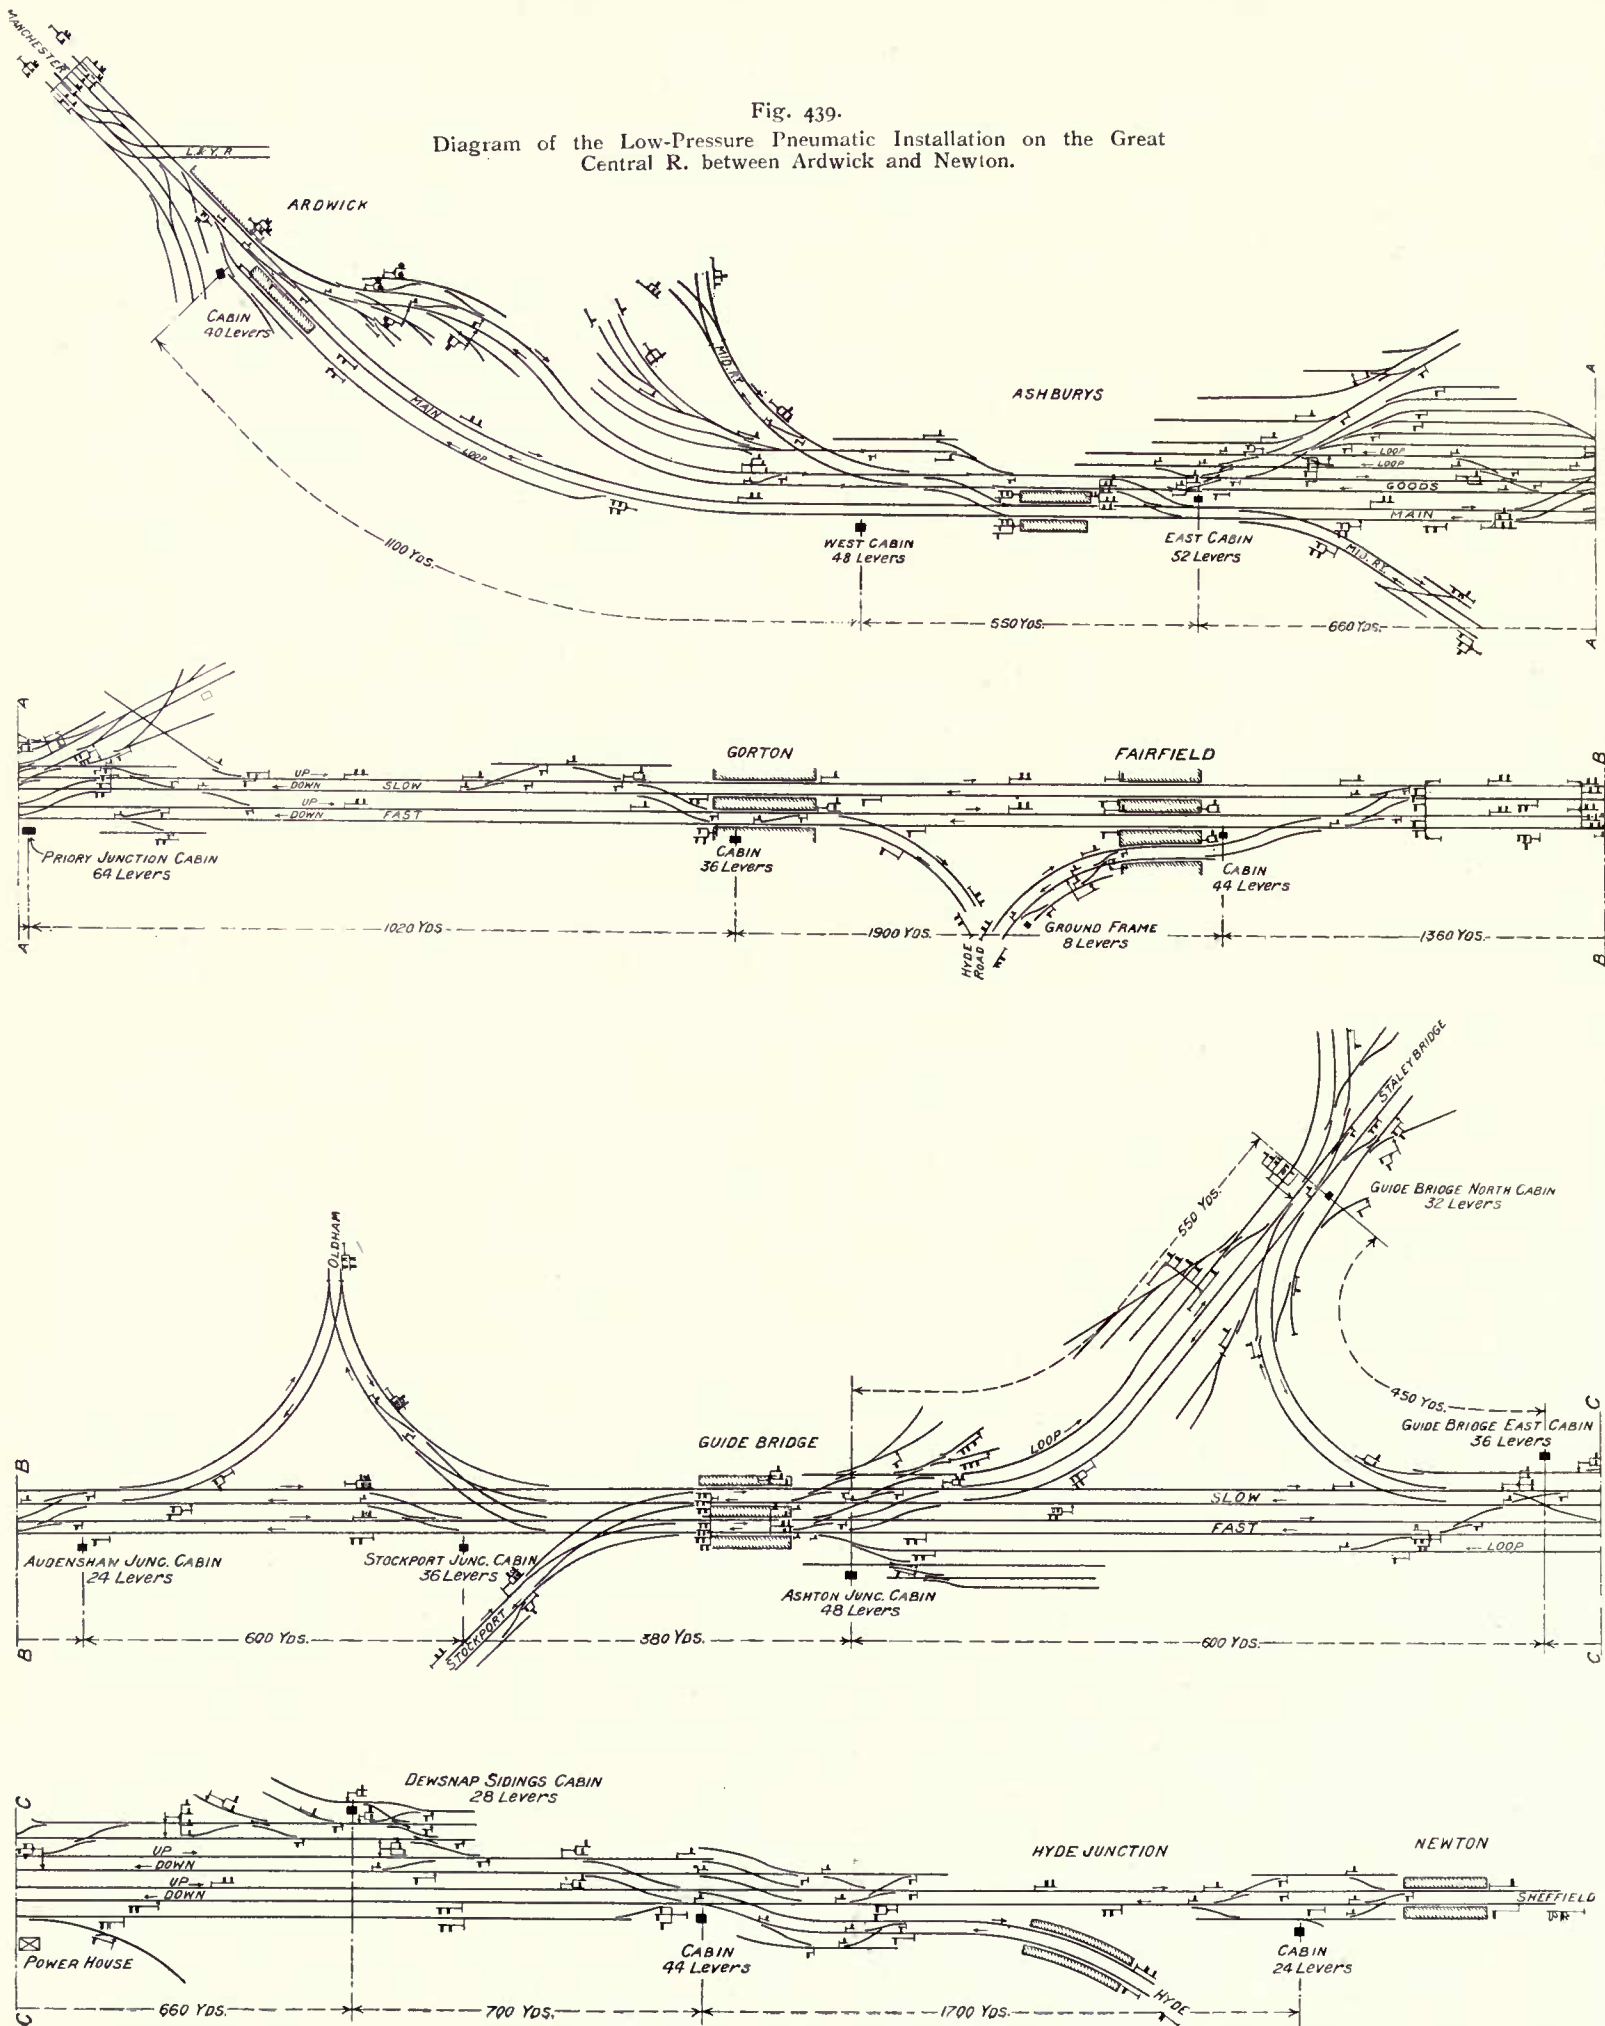 Fig. 439.
Diagram of the Low-Pressure Pneumatic Installation on the Great
Central R. between Ardwick and Newton.
MANCHESTER
L & Y. R.
ARDWICK
CABIN
40 Levers
MAIN
LOOP
1100 YDS.
MID. RY.
ASHBURYS
A
LOOP
LOOP
GOODS
MAIN
MID. RY.
WEST CABIN
48 Levers
EAST CABIN
52 Levers
550 YDS.
660 YDS.
A
A
GORTON
FAIRFIELD
B
UP
DOWN
SLOW
UP
DOWN
FAST
PRIORY JUNCTION CABIN
64 Levers
CABIN
36 Levers
CABIN
44 Levers
GROUND FRAME
8 Levers
HYDE
ROAD
A
1020 YDS
1900 YDS.
1360 YDS.
B
STALEY BRIDGE
550 YDS.
GUIDE BRIDGE NORTH CABIN
32 Levers
OLDHAM
450 YDS.
C
GUIDE BRIDGE EAST CABIN
36 Levers
GUIDE BRIDGE
LOOP
B
SLOW
FAST
LOOP
AUDENSHAN JUNC. CABIN
24 Levers
STOCKPORT JUNC. CABIN
36 Levers
ASHTON JUNC. CABIN
48 Levers
STOCKPORT
B
600 YDS.
380 YDS.
600 YDS.
C
C
DEWSNAP SIDINGS CABIN
28 Levers
HYDE JUNCTION
NEWTON
UP
DOWN
UP
DOWN
SHEFFIELD
POWER HOUSE
CABIN
44 Levers
CABIN
24 Levers
HYDE
C
660 YDS.
700 YDS.
1700 YDS.